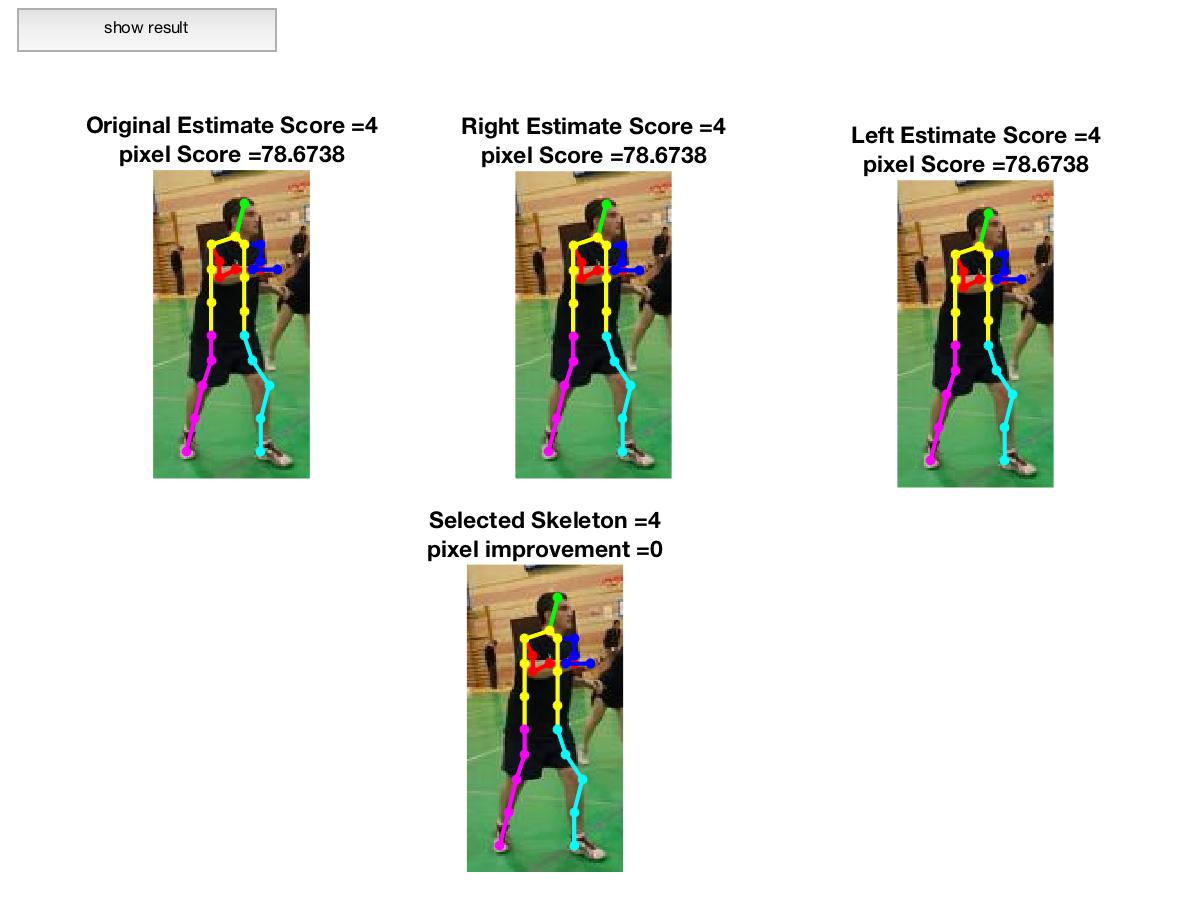 show result
Original Estimate Score =4
pixel Score =78.6738
Right Estimate Score =4
pixel Score =78.6738
Left Estimate Score =4
pixel Score =78.6738
Selected Skeleton =4
pixel improvement =0